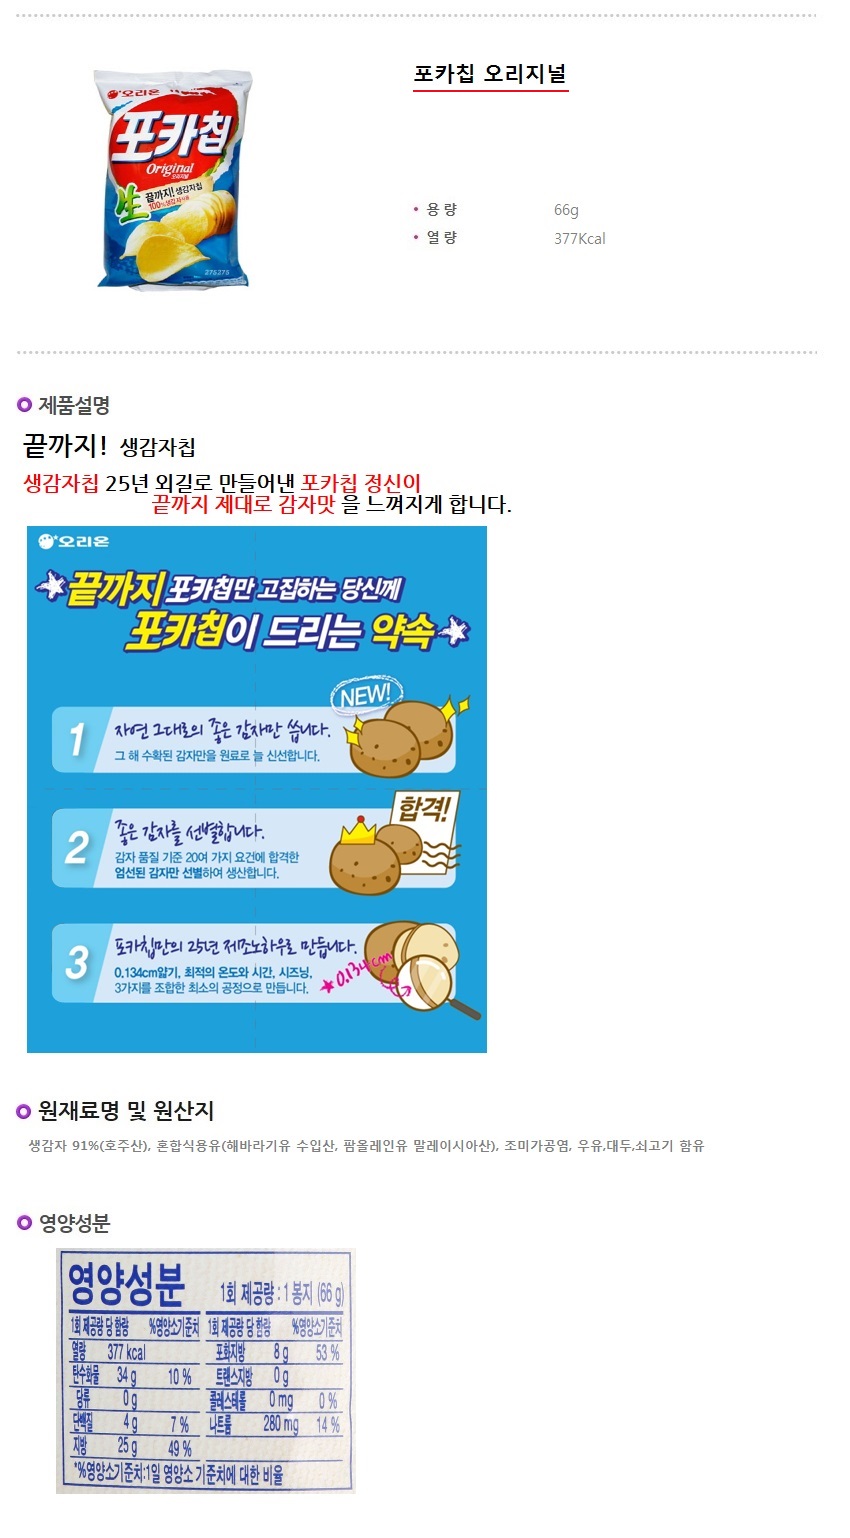 오리온
포카칩
Original
오리지널
生
끝까지! 생감자칩
100% 생감자사용
275275
포카칩 오리지널
• 용 량 66g
• 열 량 377Kcal
제품설명
끝까지! 생감자칩
생감자칩 25년 외길로 만들어낸 포카칩 정신이
끝까지 제대로 감자맛 을 느껴지게 합니다.
오리온
끝까지 포카칩만 고집하는 당신께
포카칩이 드리는 약속
NEW!
1 자연 그대로의 좋은 감자만 씁니다.
그 해 수확된 감자만을 원료로 늘 신선합니다.
합격!
2 좋은 감자를 선별합니다.
감자 품질 기준 20여 가지 요건에 합격한
엄선된 감자만 선별하여 생산합니다.
3 포카칩만의 25년 제조노하우로 만듭니다.
0.134cm얇기, 최적의 온도와 시간, 시즈닝,
3가지를 조합한 최소의 공정으로 만듭니다.
★0.134cm
원재료명 및 원산지
생감자 91%(호주산), 혼합식용유(해바라기유 수입산, 팜올레인유 말레이시아산), 조미가공염, 우유,대두,쇠고기 함유
영양성분
영양성분 1회 제공량 : 1 봉지 (66 g)
1회 제공량 당 함량 %영양소기준치 1회 제공량 당 함량 %영양소기준치
열량 377 kcal 포화지방 8 g 53 %
탄수화물 34 g 10 % 트랜스지방 0 g
당류 0 g 콜레스테롤 0 mg 0 %
단백질 4 g 7 % 나트륨 280 mg 14 %
지방 25 g 49 %
*%영양소기준치:1일 영양소 기준치에 대한 비율